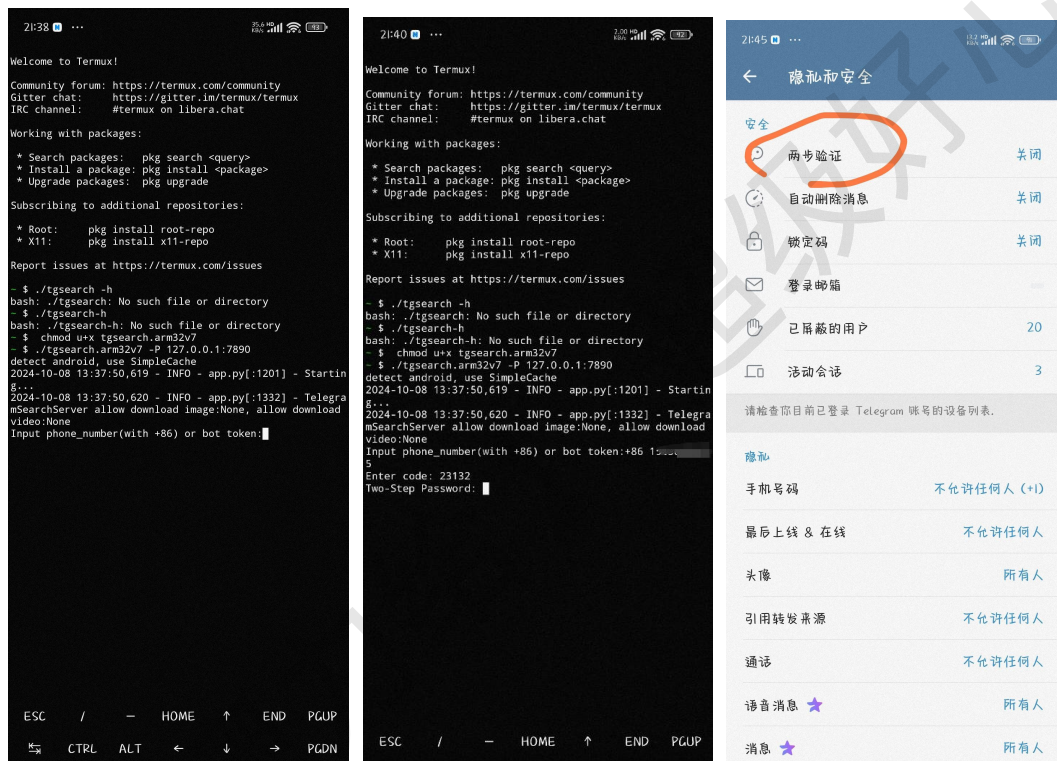 21:38 N ...
35.6 KB/s HD 93
Welcome to Termux!
Community forum: https://termux.com/community
Gitter chat: https://gitter.im/termux/termux
IRC channel: #termux on libera.chat
Working with packages:
* Search packages: pkg search <query>
* Install a package: pkg install <package>
* Upgrade packages: pkg upgrade
Subscribing to additional repositories:
* Root: pkg install root-repo
* X11: pkg install x11-repo
Report issues at https://termux.com/issues
~ $ ./tgsearch -h
bash: ./tgsearch: No such file or directory
~ $ ./tgsearch-h
bash: ./tgsearch-h: No such file or directory
~ $ chmod u+x tgsearch.arm32v7
~ $ ./tgsearch.arm32v7 -P 127.0.0.1:7890
detect android, use SimpleCache
2024-10-08 13:37:50,619 - INFO - app.py[:1201] - Startin
g...
2024-10-08 13:37:50,620 - INFO - app.py[:1332] - Telegra
mSearchServer allow download image:None, allow download
video:None
Input phone_number(with +86) or bot token:
ESC / — HOME ↑ END PGUP
↹ CTRL ALT ← ↓ → PGDN
21:40 N ...
2.00 KB/s HD 92
Welcome to Termux!
Community forum: https://termux.com/community
Gitter chat: https://gitter.im/termux/termux
IRC channel: #termux on libera.chat
Working with packages:
* Search packages: pkg search <query>
* Install a package: pkg install <package>
* Upgrade packages: pkg upgrade
Subscribing to additional repositories:
* Root: pkg install root-repo
* X11: pkg install x11-repo
Report issues at https://termux.com/issues
~ $ ./tgsearch -h
bash: ./tgsearch: No such file or directory
~ $ ./tgsearch-h
bash: ./tgsearch-h: No such file or directory
~ $ chmod u+x tgsearch.arm32v7
~ $ ./tgsearch.arm32v7 -P 127.0.0.1:7890
detect android, use SimpleCache
2024-10-08 13:37:50,619 - INFO - app.py[:1201] - Startin
g...
2024-10-08 13:37:50,620 - INFO - app.py[:1332] - Telegra
mSearchServer allow download image:None, allow download
video:None
Input phone_number(with +86) or bot token:+86
5
Enter code: 23132
Two-Step Password:
ESC / — HOME ↑ END PGUP
21:45 N ...
13.2 KB/s HD
← 隐私和安全
安全
两步验证 关闭
自动删除消息 关闭
锁定码 关闭
登录邮箱
已屏蔽的用户 20
活动会话 3
请检查你目前已登录 Telegram 账号的设备列表.
隐私
手机号码 不允许任何人 (+1)
最后上线 & 在线 不允许任何人
头像 所有人
引用转发来源 不允许任何人
通话 不允许任何人
语音消息 所有人
消息 所有人
超级好